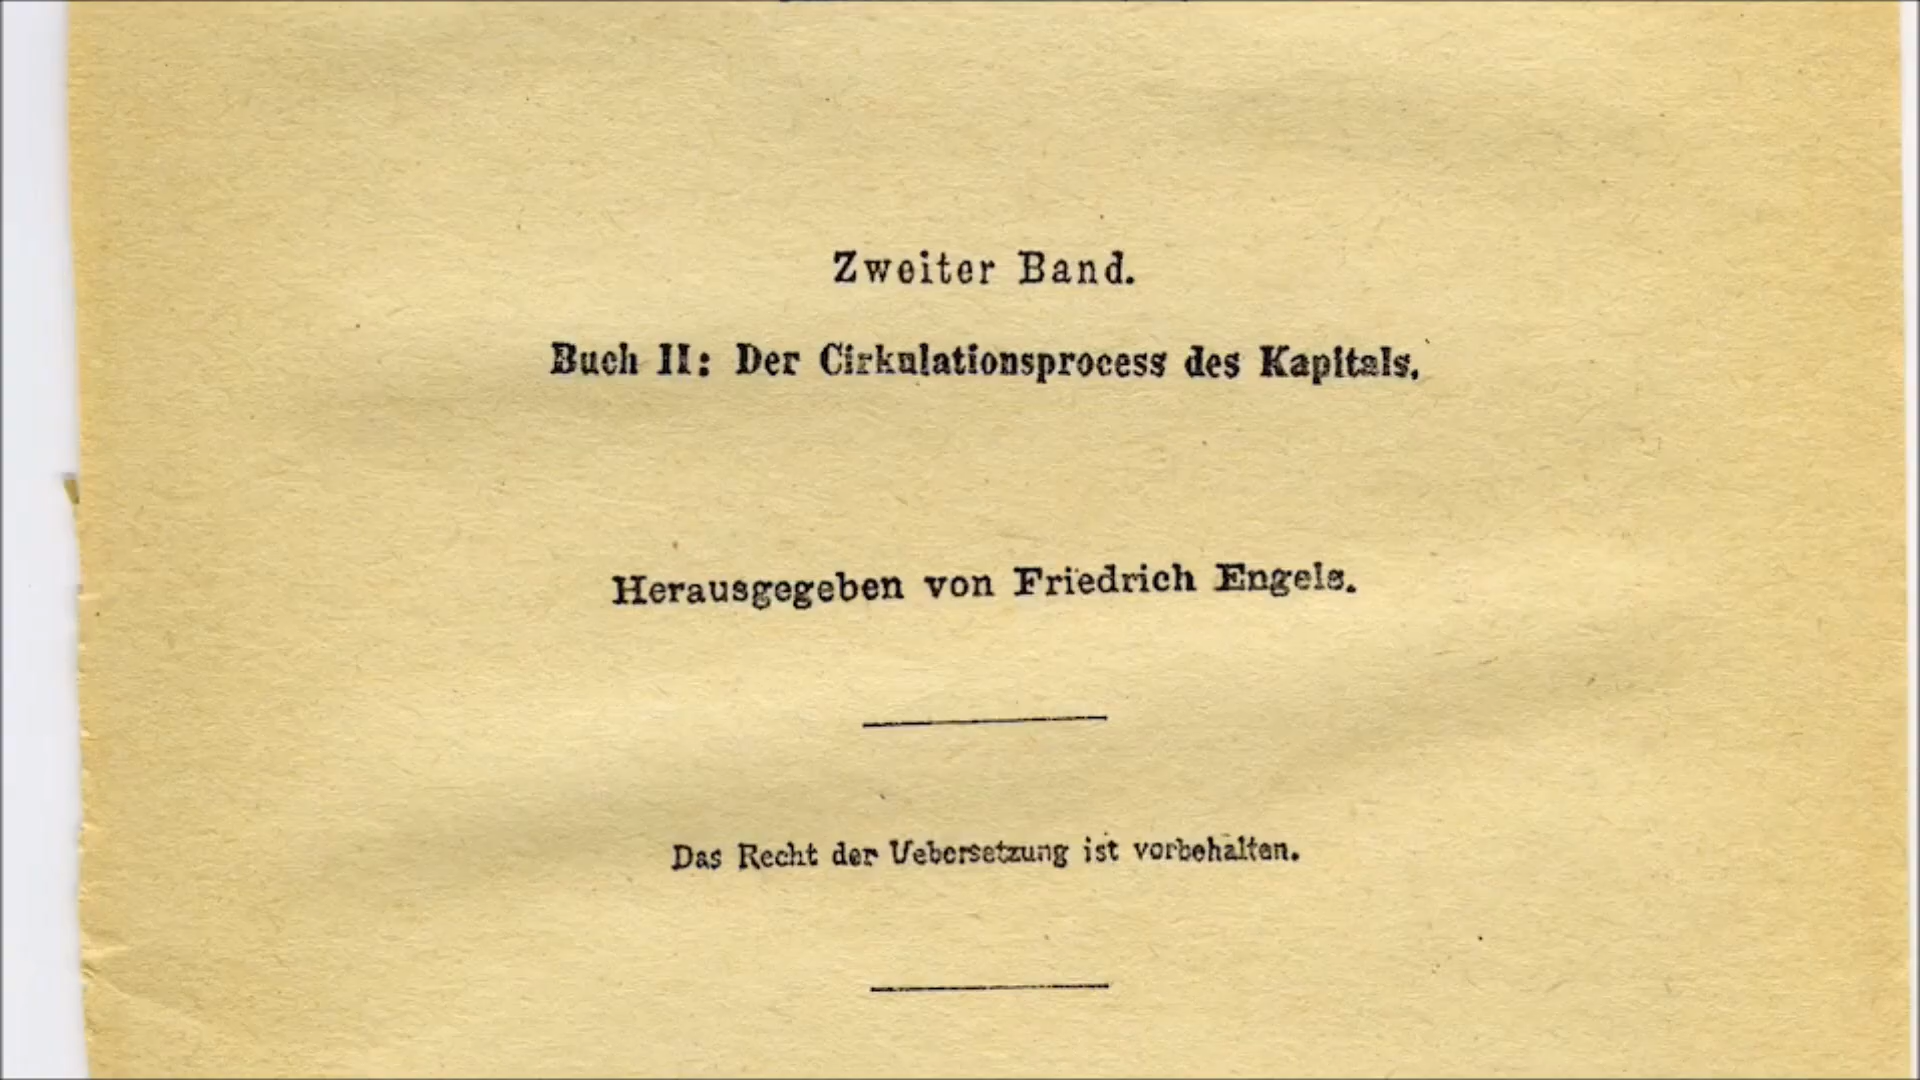 Zweiter Band.
Buch II: Der Cirkulationsprocess des Kapitals.
Herausgegeben von Friedrich Engels.
Das Recht der Uebersetzung ist vorbehalten.